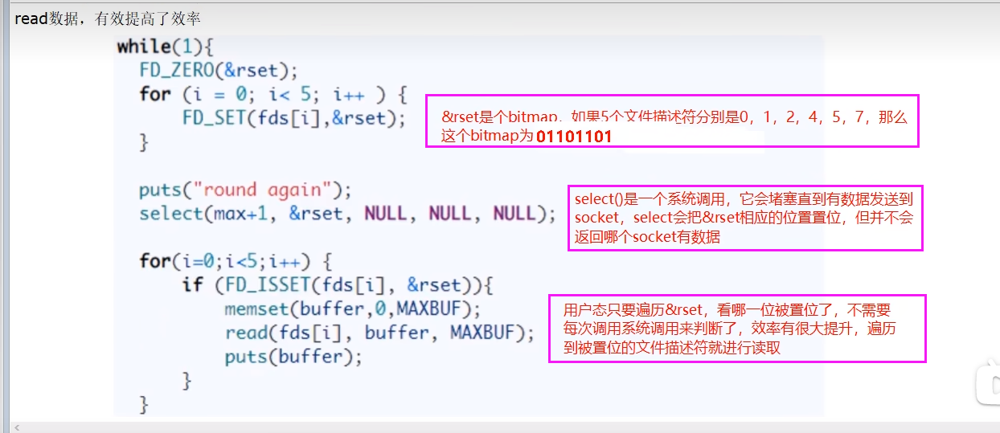 read数据，有效提高了效率
while(1){
FD_ZERO(&rset);
for (i = 0; i< 5; i++ ) {
FD_SET(fds[i],&rset);
}
&rset是个bitmap，如果5个文件描述符分别是0，1，2，4，5，7，那么
这个bitmap为01101101
puts("round again");
select(max+1, &rset, NULL, NULL, NULL);
select()是一个系统调用，它会堵塞直到有数据发送到
socket，select会把&rset相应的位置置位，但并不会
返回哪个socket有数据
for(i=0;i<5;i++) {
if (FD_ISSET(fds[i], &rset)){
memset(buffer,0,MAXBUF);
read(fds[i], buffer, MAXBUF);
puts(buffer);
}
}
用户态只要遍历&rset，看哪一位被置位了，不需要
每次调用系统调用来判断了，效率有很大提升，遍历
到被置位的文件描述符就进行读取